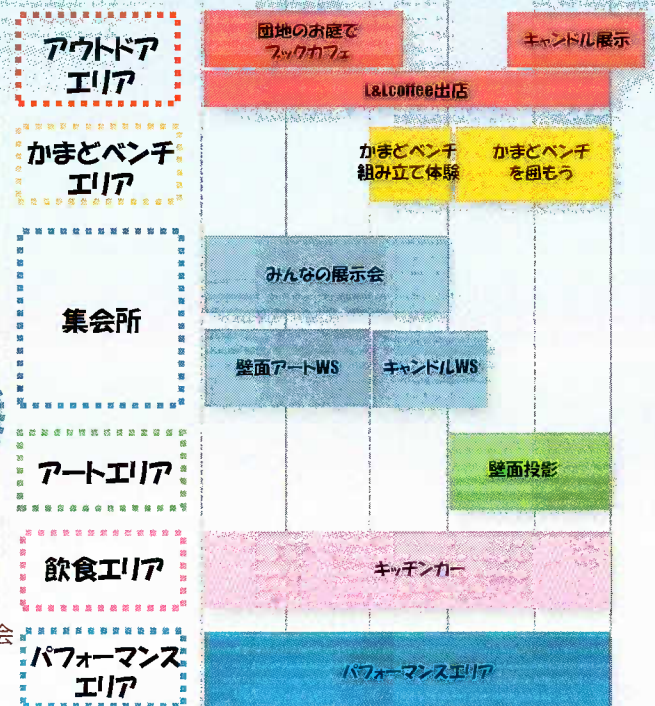 アウトドア
エリア
団地のお庭で
ブックカフェ
キャンドル展示
L&Lcoffee出店
かまどベンチ
エリア
かまどベンチ
組み立て体験
かまどベンチ
を囲もう
集会所
みんなの展示会
壁面アートWS
キャンドルWS
アートエリア
壁面投影
飲食エリア
キッチンカー
会
パフォーマンス
エリア
パフォーマンスエリア